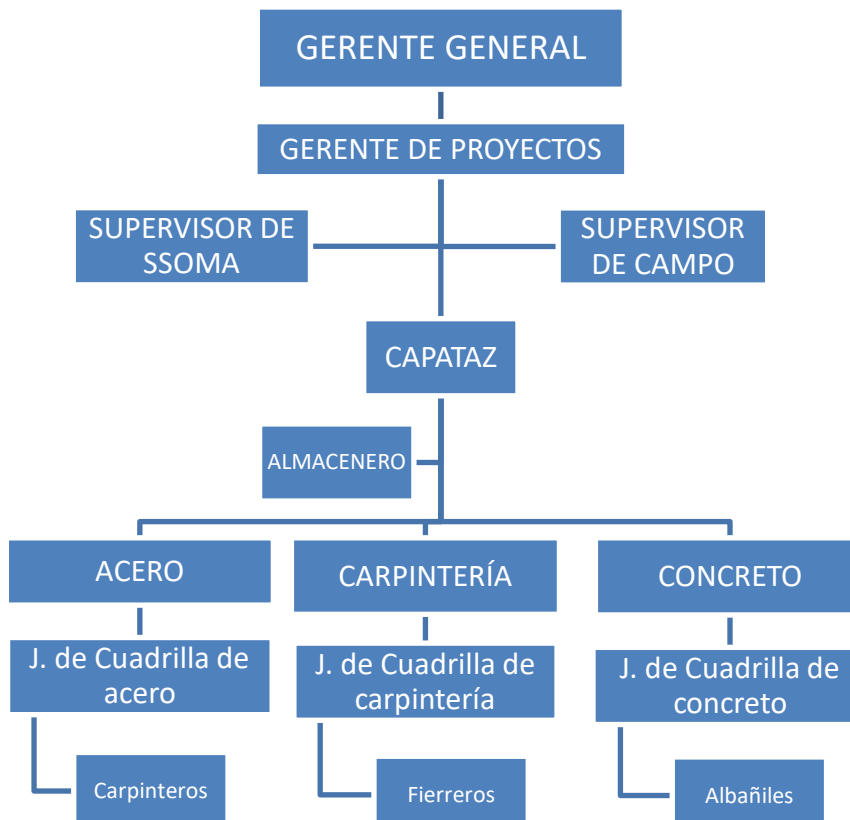 GERENTE GENERAL
GERENTE DE PROYECTOS
SUPERVISOR DE
SSOMA
SUPERVISOR
DE CAMPO
CAPATAZ
ALMACENERO
ACERO
CARPINTERÍA
CONCRETO
J. de Cuadrilla de
acero
J. de Cuadrilla de
carpintería
J. de Cuadrilla de
concreto
Carpinteros
Fierreros
Albañiles